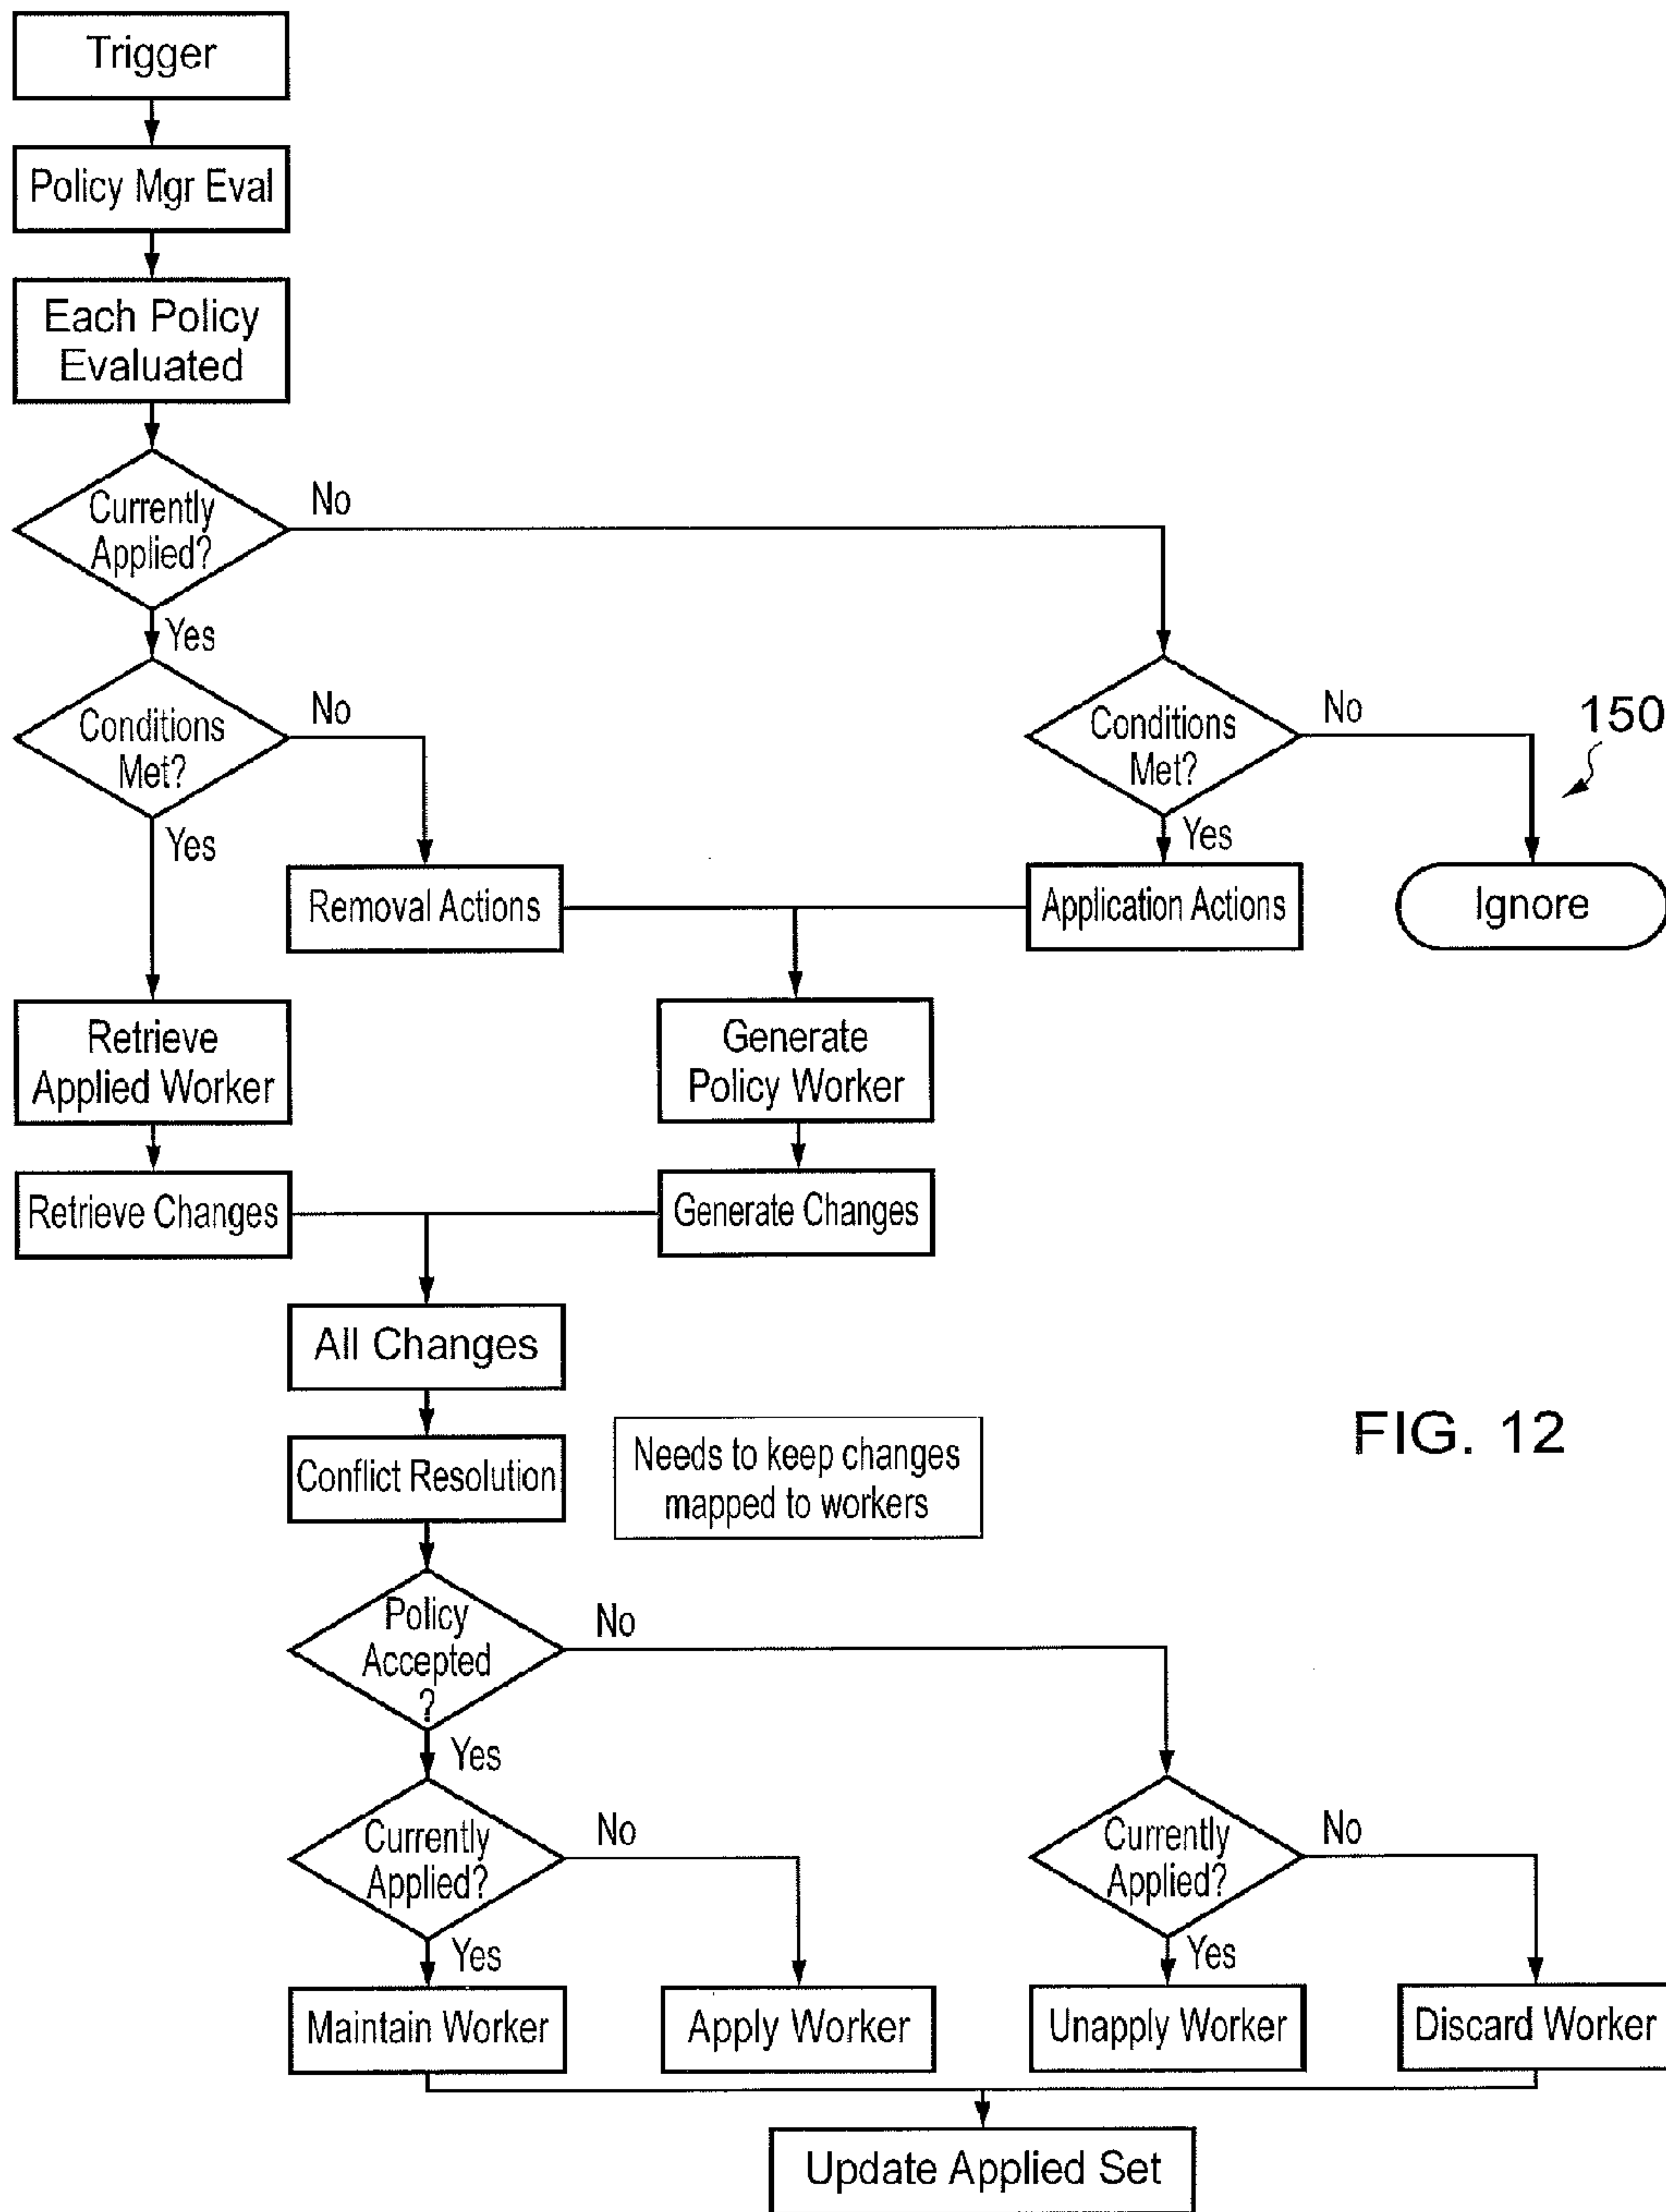 Trigger
Policy Mgr Eval
Each Policy
Evaluated
Currently
Applied?
No
Yes
Conditions
Met?
No
Yes
Conditions
Met?
No
Yes
150
Removal Actions
Application Actions
Ignore
Retrieve
Applied Worker
Generate
Policy Worker
Retrieve Changes
Generate Changes
All Changes
Conflict Resolution
Needs to keep changes
mapped to workers
FIG. 12
Policy
Accepted
?
No
Yes
Currently
Applied?
No
Yes
Currently
Applied?
No
Yes
Maintain Worker
Apply Worker
Unapply Worker
Discard Worker
Update Applied Set